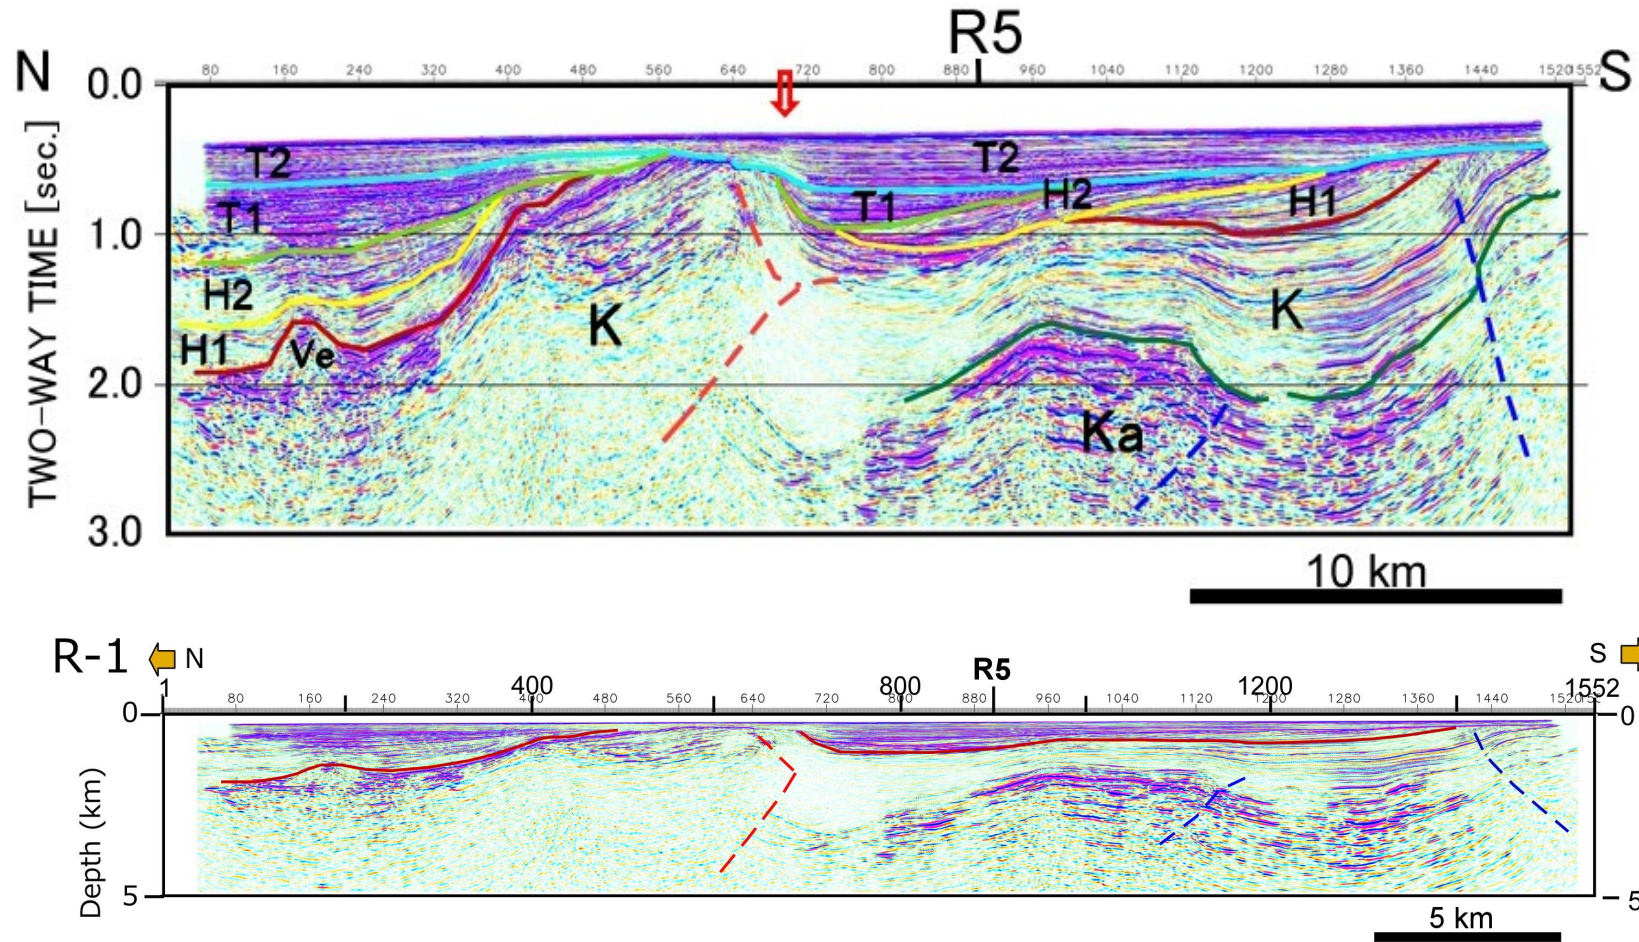 R5
N
S
80 160 240 320 400 480 560 640 720 800 880 960 1040 1120 1200 1280 1360 1440 1520 1552
0.0
T2
T2
T1
T1
H2
H1
1.0
H2
K
K
H1
Ve
2.0
Ka
3.0
TWO-WAY TIME [sec.]
10 km
R-1
N
R5
S
1 400 800 1200 1552
80 160 240 320 400 480 560 640 720 800 880 960 1040 1120 1200 1280 1360 1440 1520
0
0
Depth (km)
5
5
5 km